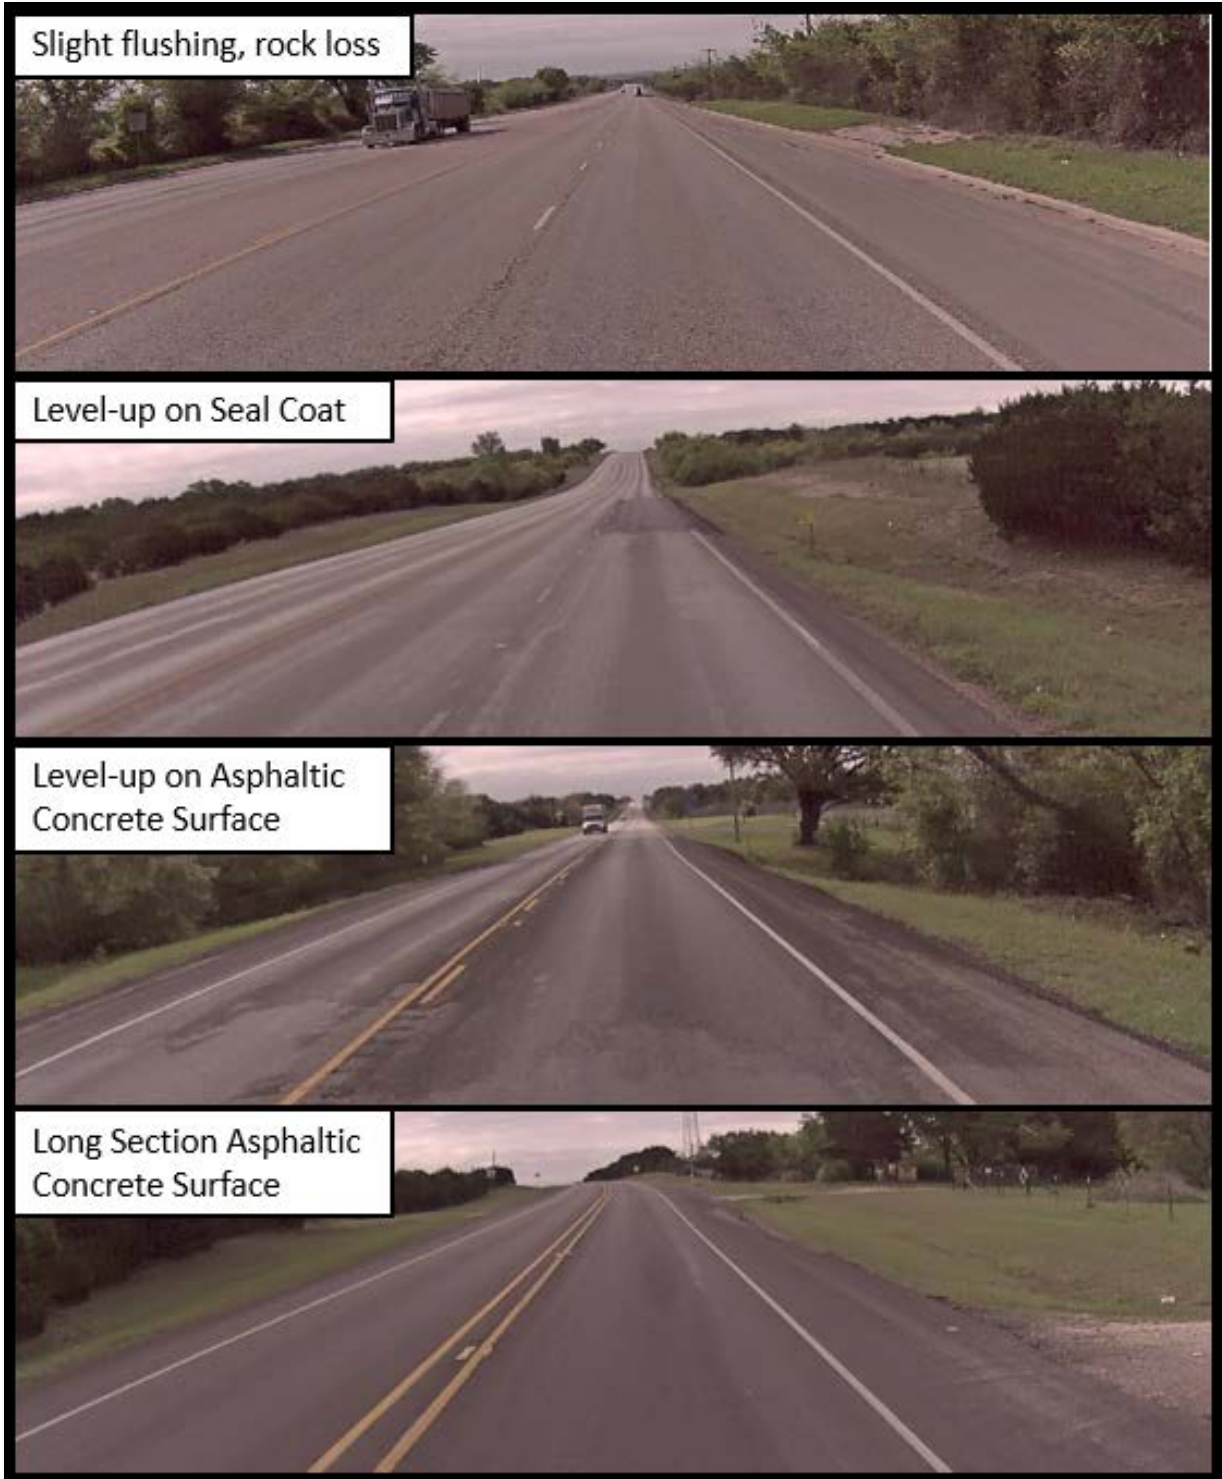 Slight flushing, rock loss
Level-up on Seal Coat
Level-up on Asphaltic
Concrete Surface
Long Section Asphaltic
Concrete Surface